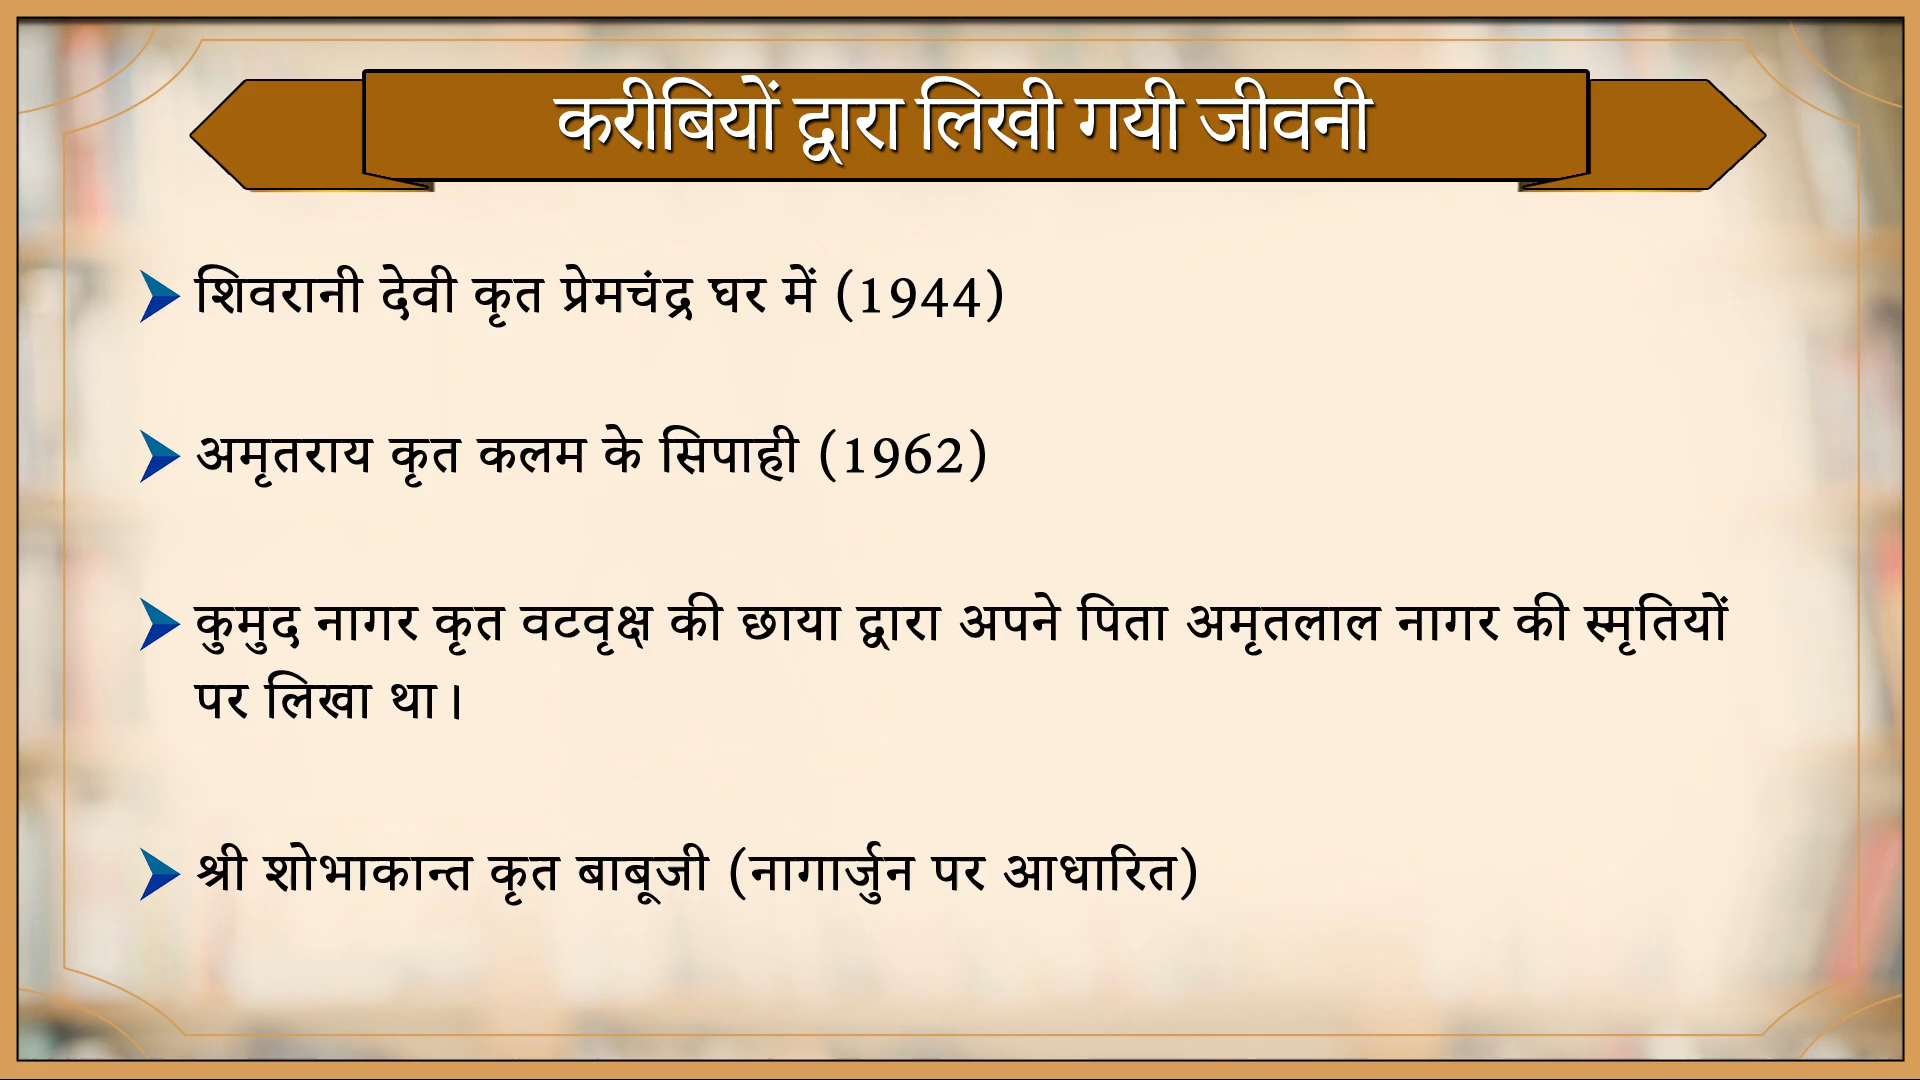 करीबियों द्वारा लिखी गयी जीवनी
शिवरानी देवी कृत प्रेमचंद्र घर में (1944)
अमृतराय कृत कलम के सिपाही (1962)
कुमुद नागर कृत वटवृक्ष की छाया द्वारा अपने पिता अमृतलाल नागर की स्मृतियों
पर लिखा था।
श्री शोभाकान्त कृत बाबूजी (नागार्जुन पर आधारित)